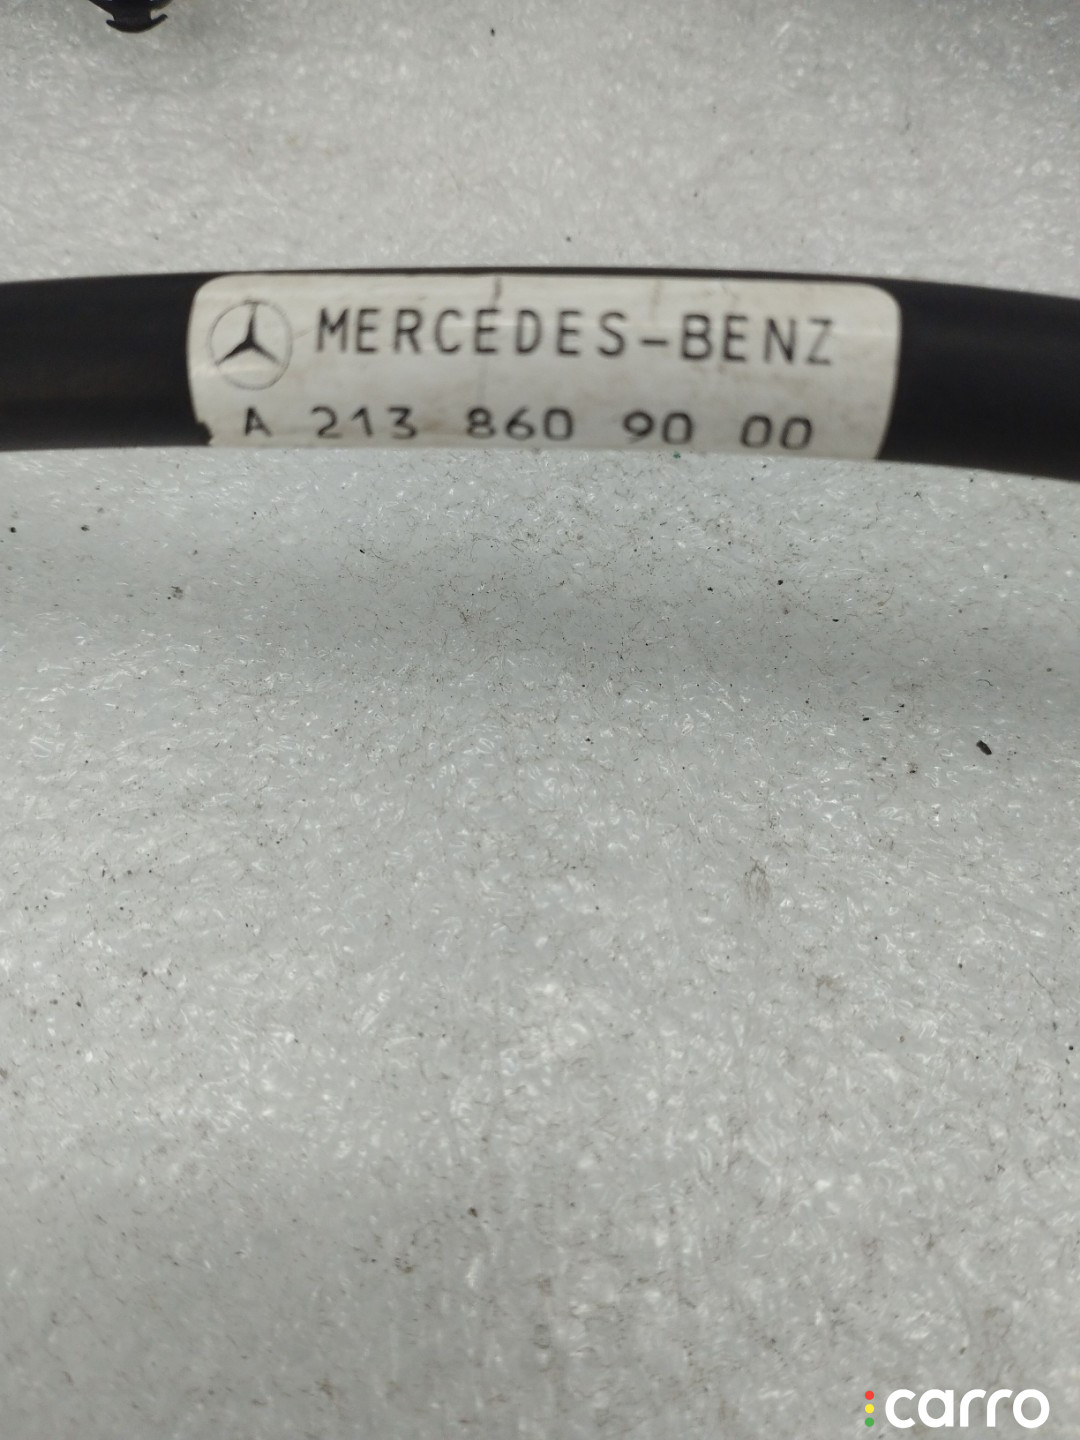 MERCEDES-BENZ
A 213 860 90 00
carro